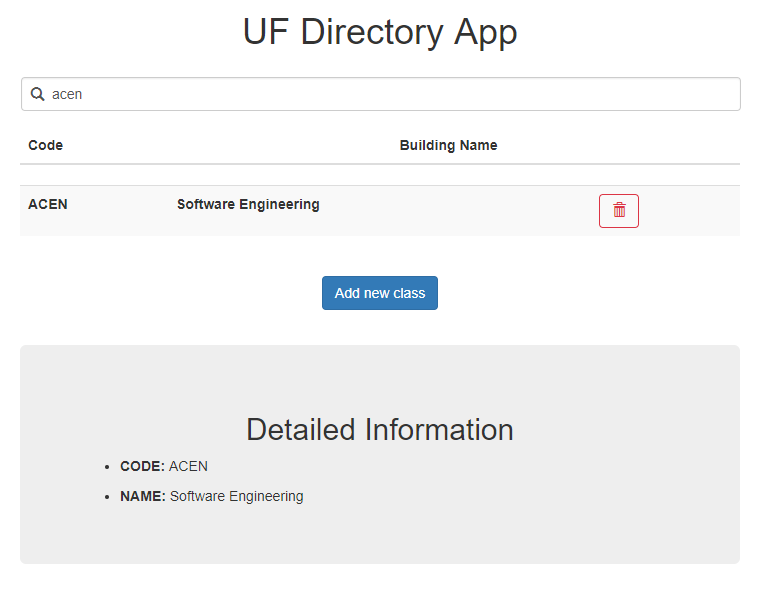 UF Directory App
acen
Code Building Name
ACEN Software Engineering
Add new class
Detailed Information
CODE: ACEN
NAME: Software Engineering